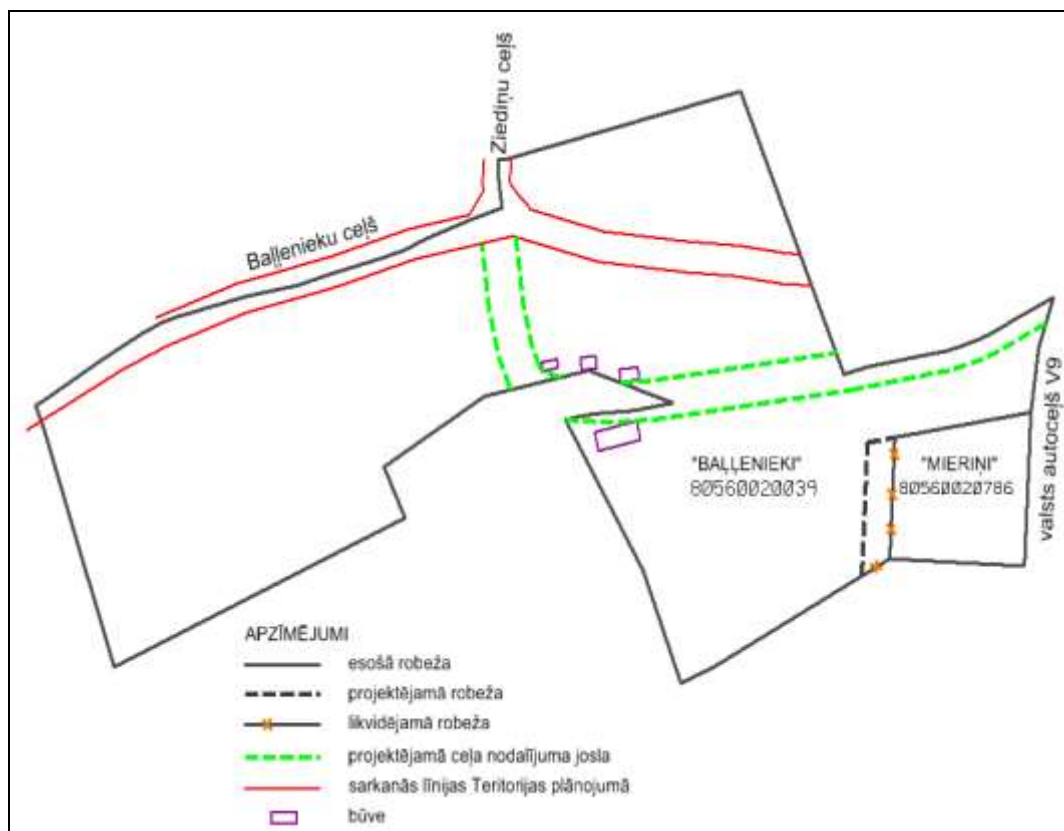 Ziediņu ceļš
Baļļenieku ceļš
valsts autoceļš V9
"BAĻĻENIEKI"
80560020039
"MIERIŅI"
80560020786
APZĪMĒJUMI
esošā robeža
projektējamā robeža
likvidējamā robeža
projektējamā ceļa nodalījuma josla
sarkanās līnijas Teritorijas plānojumā
būve